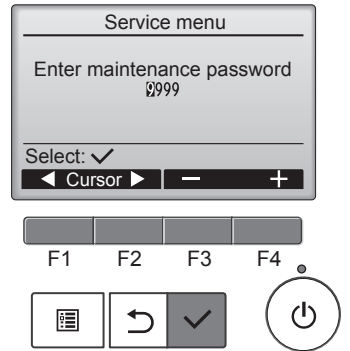 Service menu
Enter maintenance password
9999
Select: ✓
◀ Cursor ▶ − +
F1 F2 F3 F4